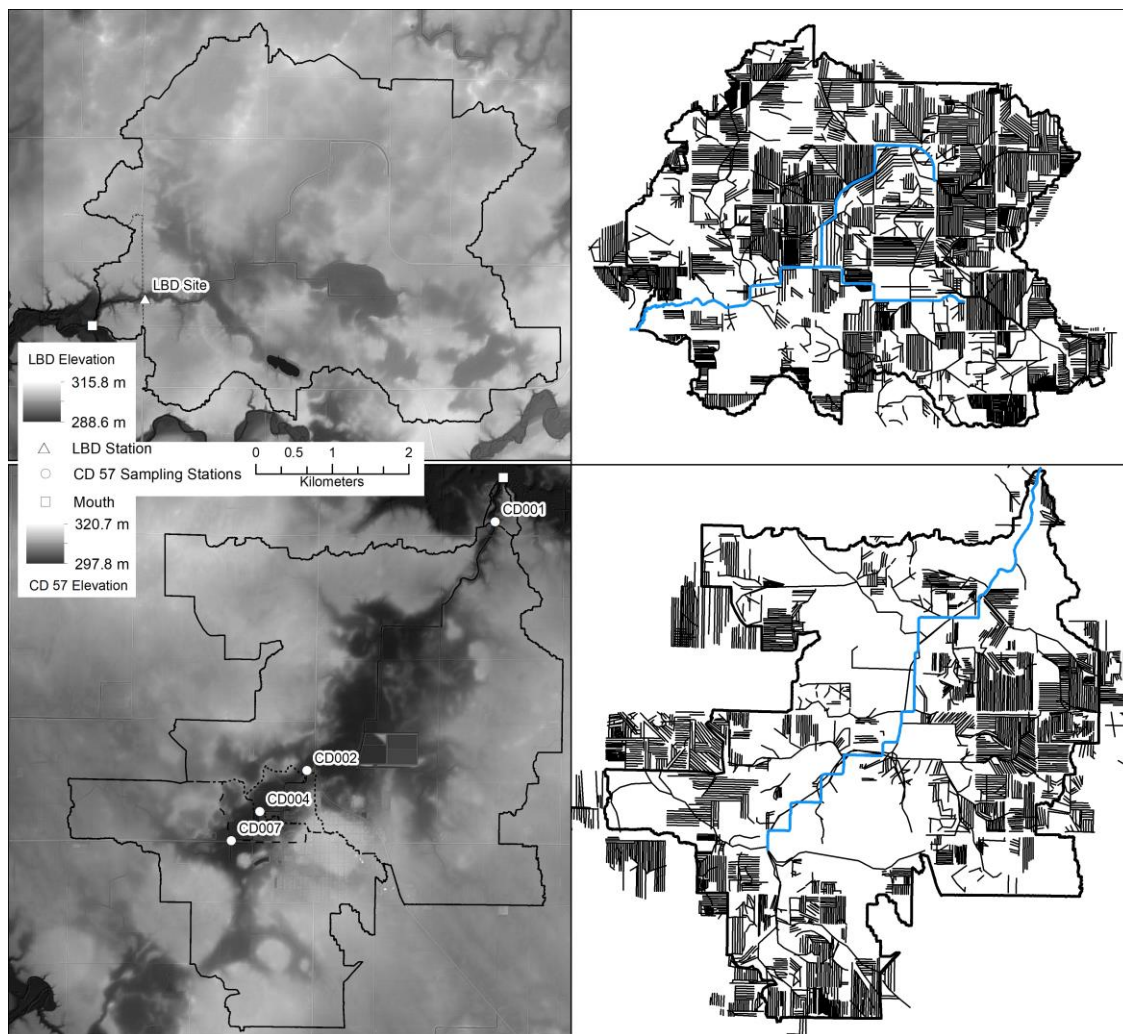 LBD Site
LBD Elevation
315.8 m
288.6 m
LBD Station
CD 57 Sampling Stations
Mouth
0 0.5 1 2
Kilometers
320.7 m
297.8 m
CD 57 Elevation
CD001
CD002
CD004
CD007